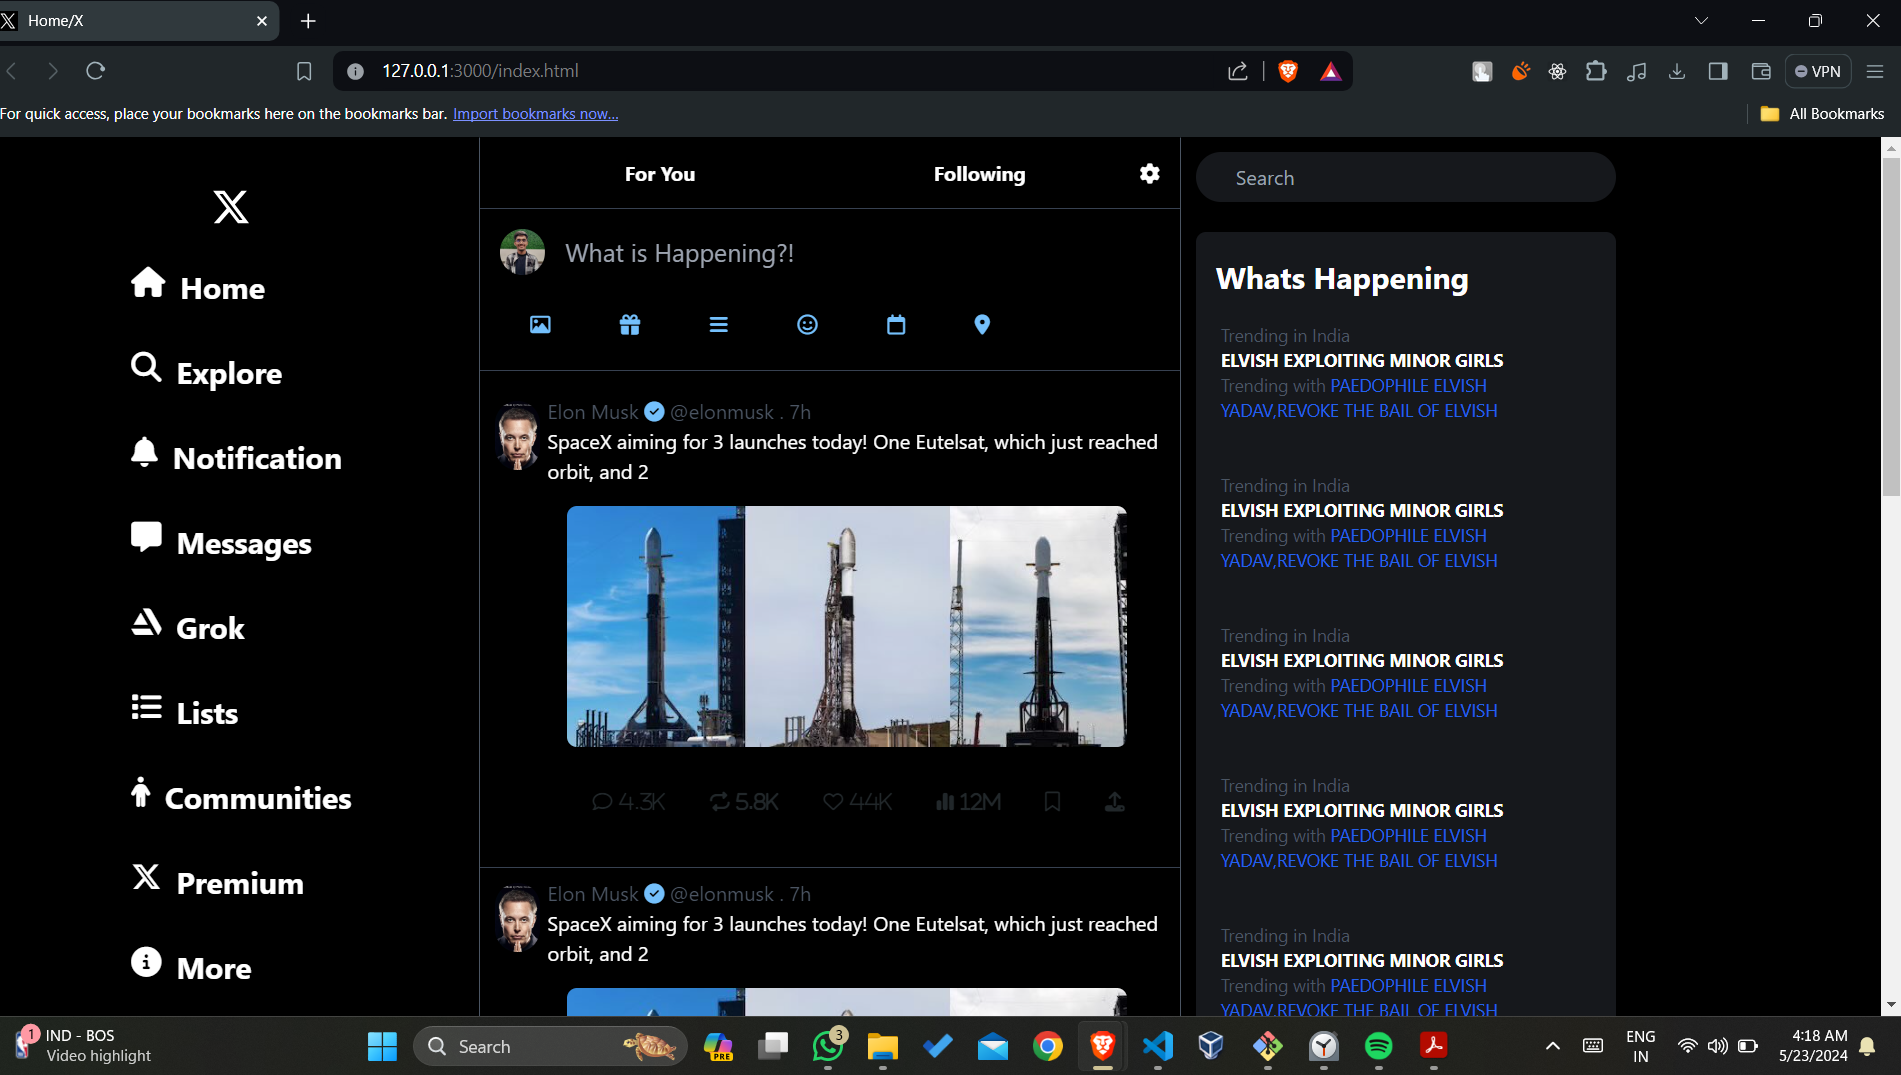 Home/X
127.0.0.1:3000/index.html
VPN
For quick access, place your bookmarks here on the bookmarks bar. Import bookmarks now...
All Bookmarks
Home
Explore
Notification
Messages
Grok
Lists
Communities
Premium
More
For You
Following
What is Happening?!
Elon Musk @elonmusk . 7h
SpaceX aiming for 3 launches today! One Eutelsat, which just reached
orbit, and 2
4.3K 5.8K 44K 12M
Elon Musk @elonmusk . 7h
SpaceX aiming for 3 launches today! One Eutelsat, which just reached
orbit, and 2
Search
Whats Happening
Trending in India
ELVISH EXPLOITING MINOR GIRLS
Trending with PAEDOPHILE ELVISH
YADAV,REVOKE THE BAIL OF ELVISH
Trending in India
ELVISH EXPLOITING MINOR GIRLS
Trending with PAEDOPHILE ELVISH
YADAV,REVOKE THE BAIL OF ELVISH
Trending in India
ELVISH EXPLOITING MINOR GIRLS
Trending with PAEDOPHILE ELVISH
YADAV,REVOKE THE BAIL OF ELVISH
Trending in India
ELVISH EXPLOITING MINOR GIRLS
Trending with PAEDOPHILE ELVISH
YADAV,REVOKE THE BAIL OF ELVISH
Trending in India
ELVISH EXPLOITING MINOR GIRLS
Trending with PAEDOPHILE ELVISH
YADAV,REVOKE THE BAIL OF ELVISH
1
IND - BOS
Video highlight
Search
PRE
3
ENG
IN
4:18 AM
5/23/2024